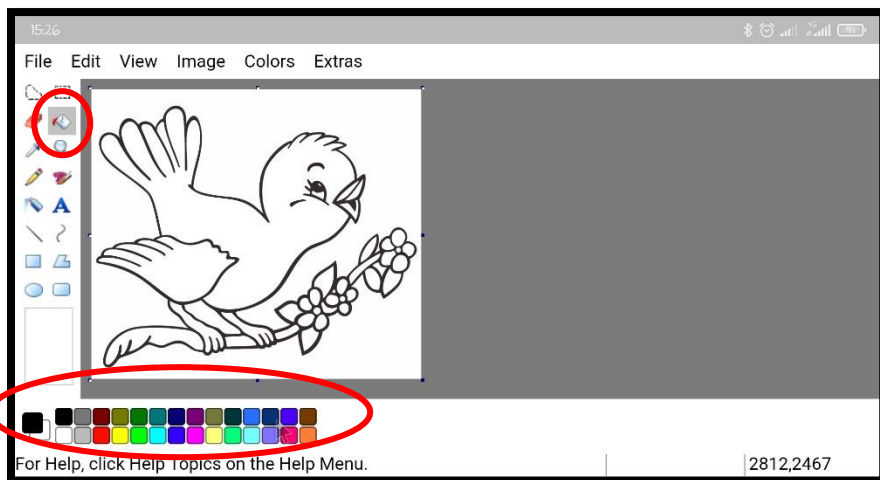 15:26
File Edit View Image Colors Extras
A
For Help, click Help Topics on the Help Menu.
2812,2467